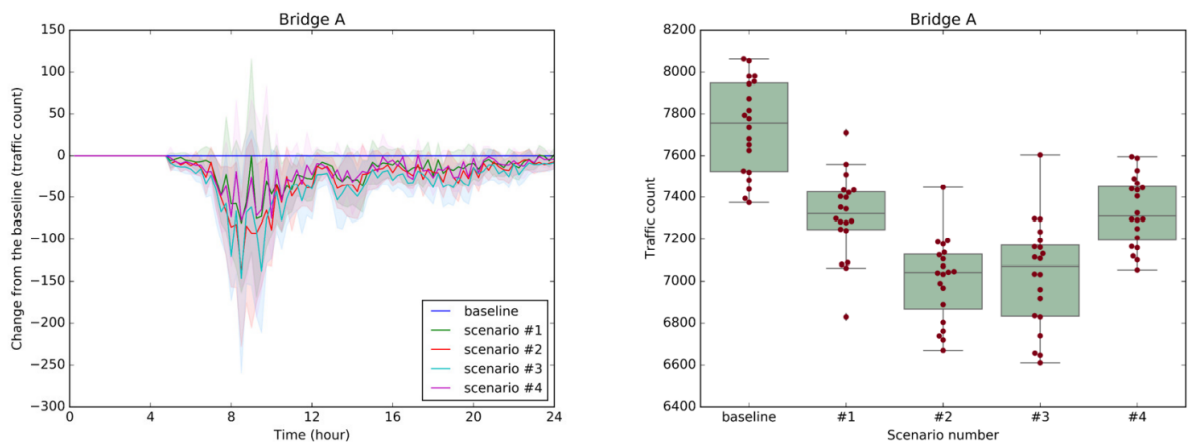 Bridge A
150
100
50
0
−50
−100
−150
−200
−250
−300
Change from the baseline (traffic count)
baseline
scenario #1
scenario #2
scenario #3
scenario #4
0 4 8 12 16 20 24
Time (hour)
Bridge A
8200
8000
7800
7600
7400
7200
7000
6800
6600
6400
Traffic count
baseline #1 #2 #3 #4
Scenario number